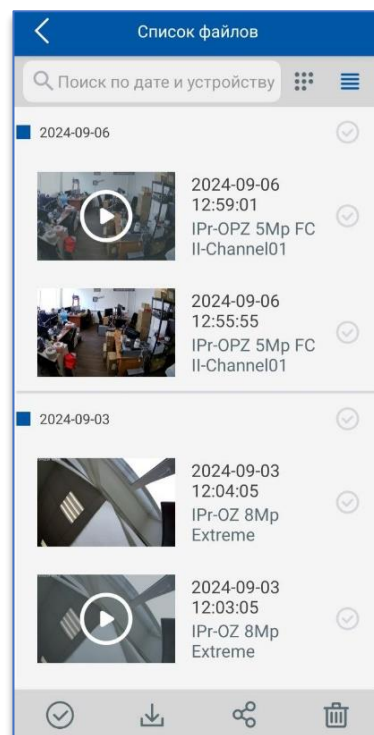 Список файлов
Поиск по дате и устройству
2024-09-06
2024-09-06
12:59:01
IPr-OPZ 5Mp FC
II-Channel01
2024-09-06
12:55:55
IPr-OPZ 5Mp FC
II-Channel01
2024-09-03
2024-09-03
12:04:05
IPr-OZ 8Mp
Extreme
2024-09-03
12:03:05
IPr-OZ 8Mp
Extreme